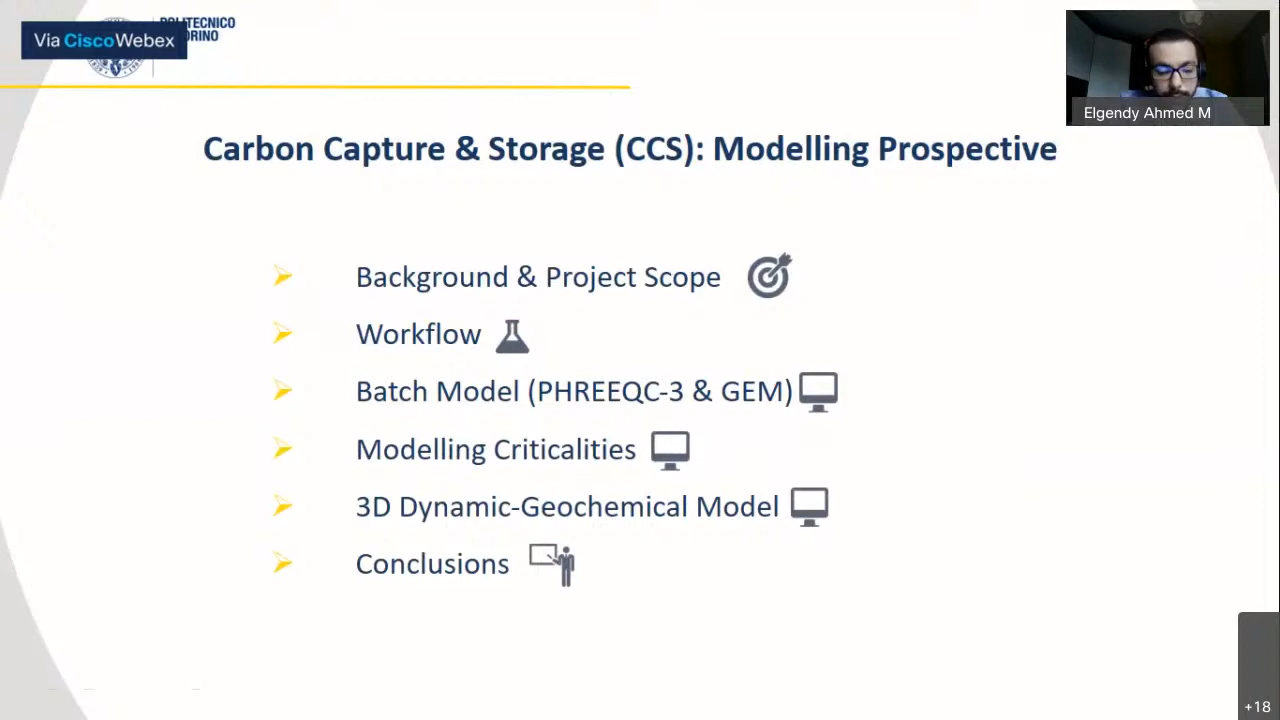 Via CiscoWebex
POLITECNICO
Elgendy Ahmed M
Carbon Capture & Storage (CCS): Modelling Prospective
Background & Project Scope
Workflow
Batch Model (PHREEQC-3 & GEM)
Modelling Criticalities
3D Dynamic-Geochemical Model
Conclusions
+18